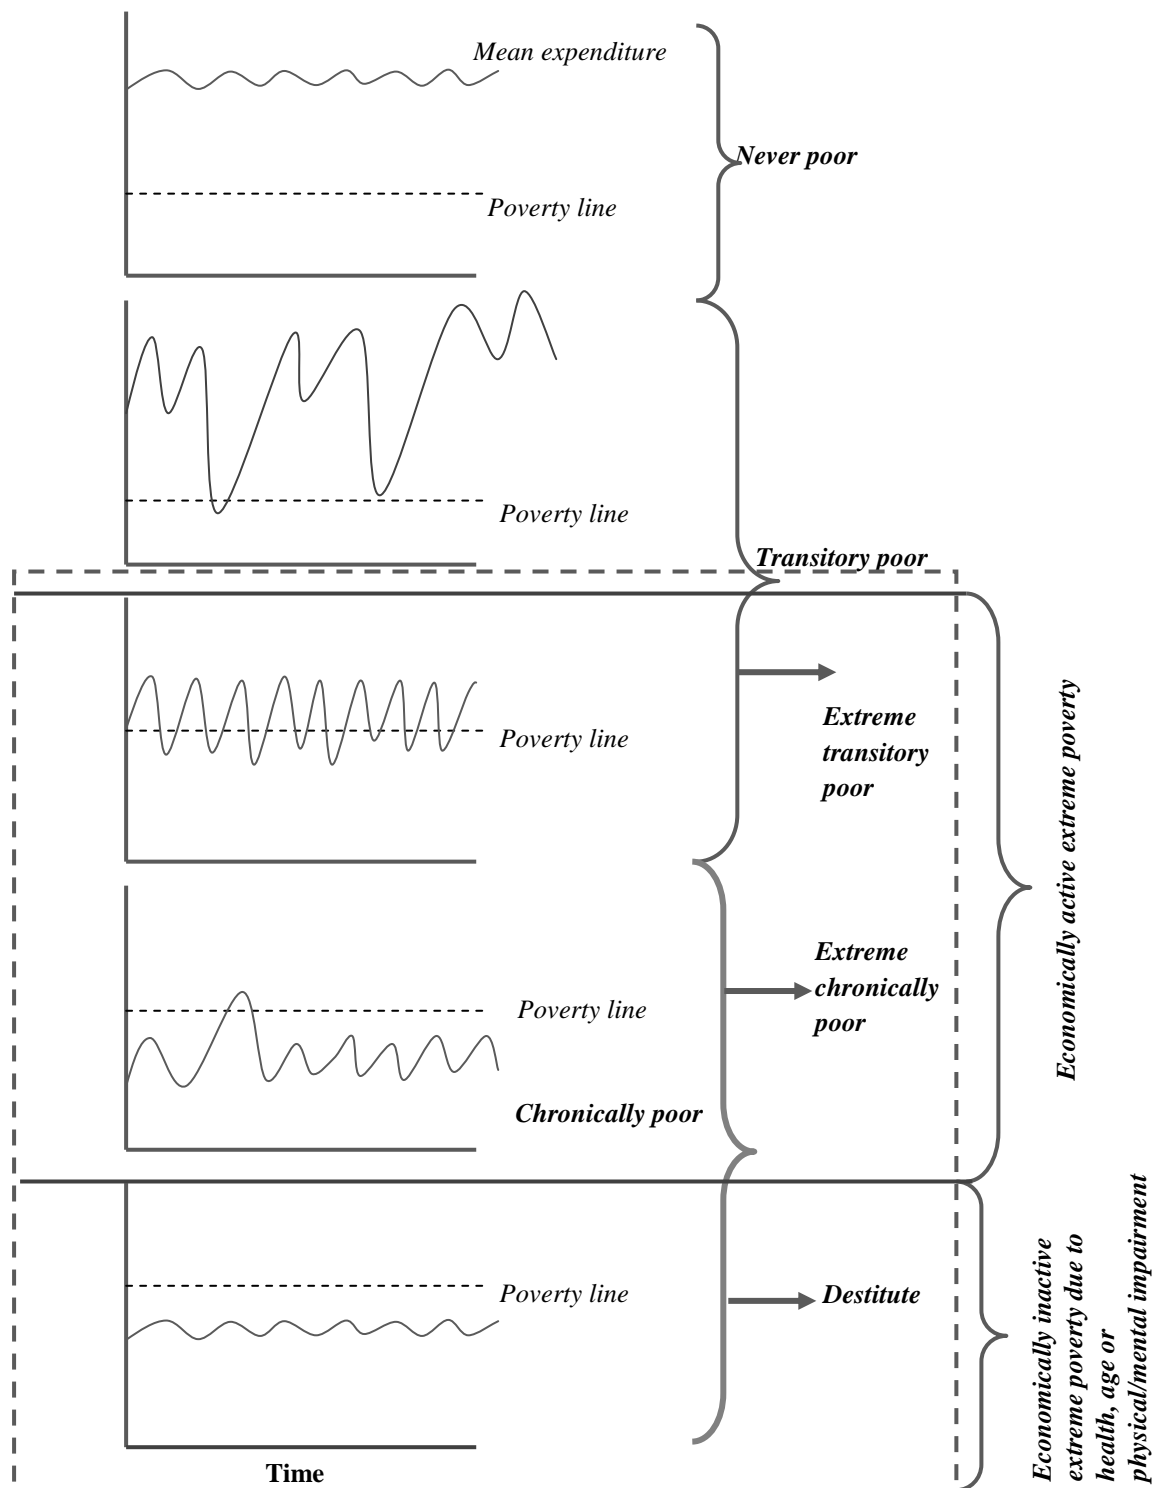 Mean expenditure
Never poor
Poverty line
Poverty line
Transitory poor
Poverty line
Extreme
transitory
poor
Economically active extreme poverty
Extreme
chronically
poor
Poverty line
Chronically poor
Poverty line
Destitute
Economically inactive
extreme poverty due to
health, age or
physical/mental impairment
Time